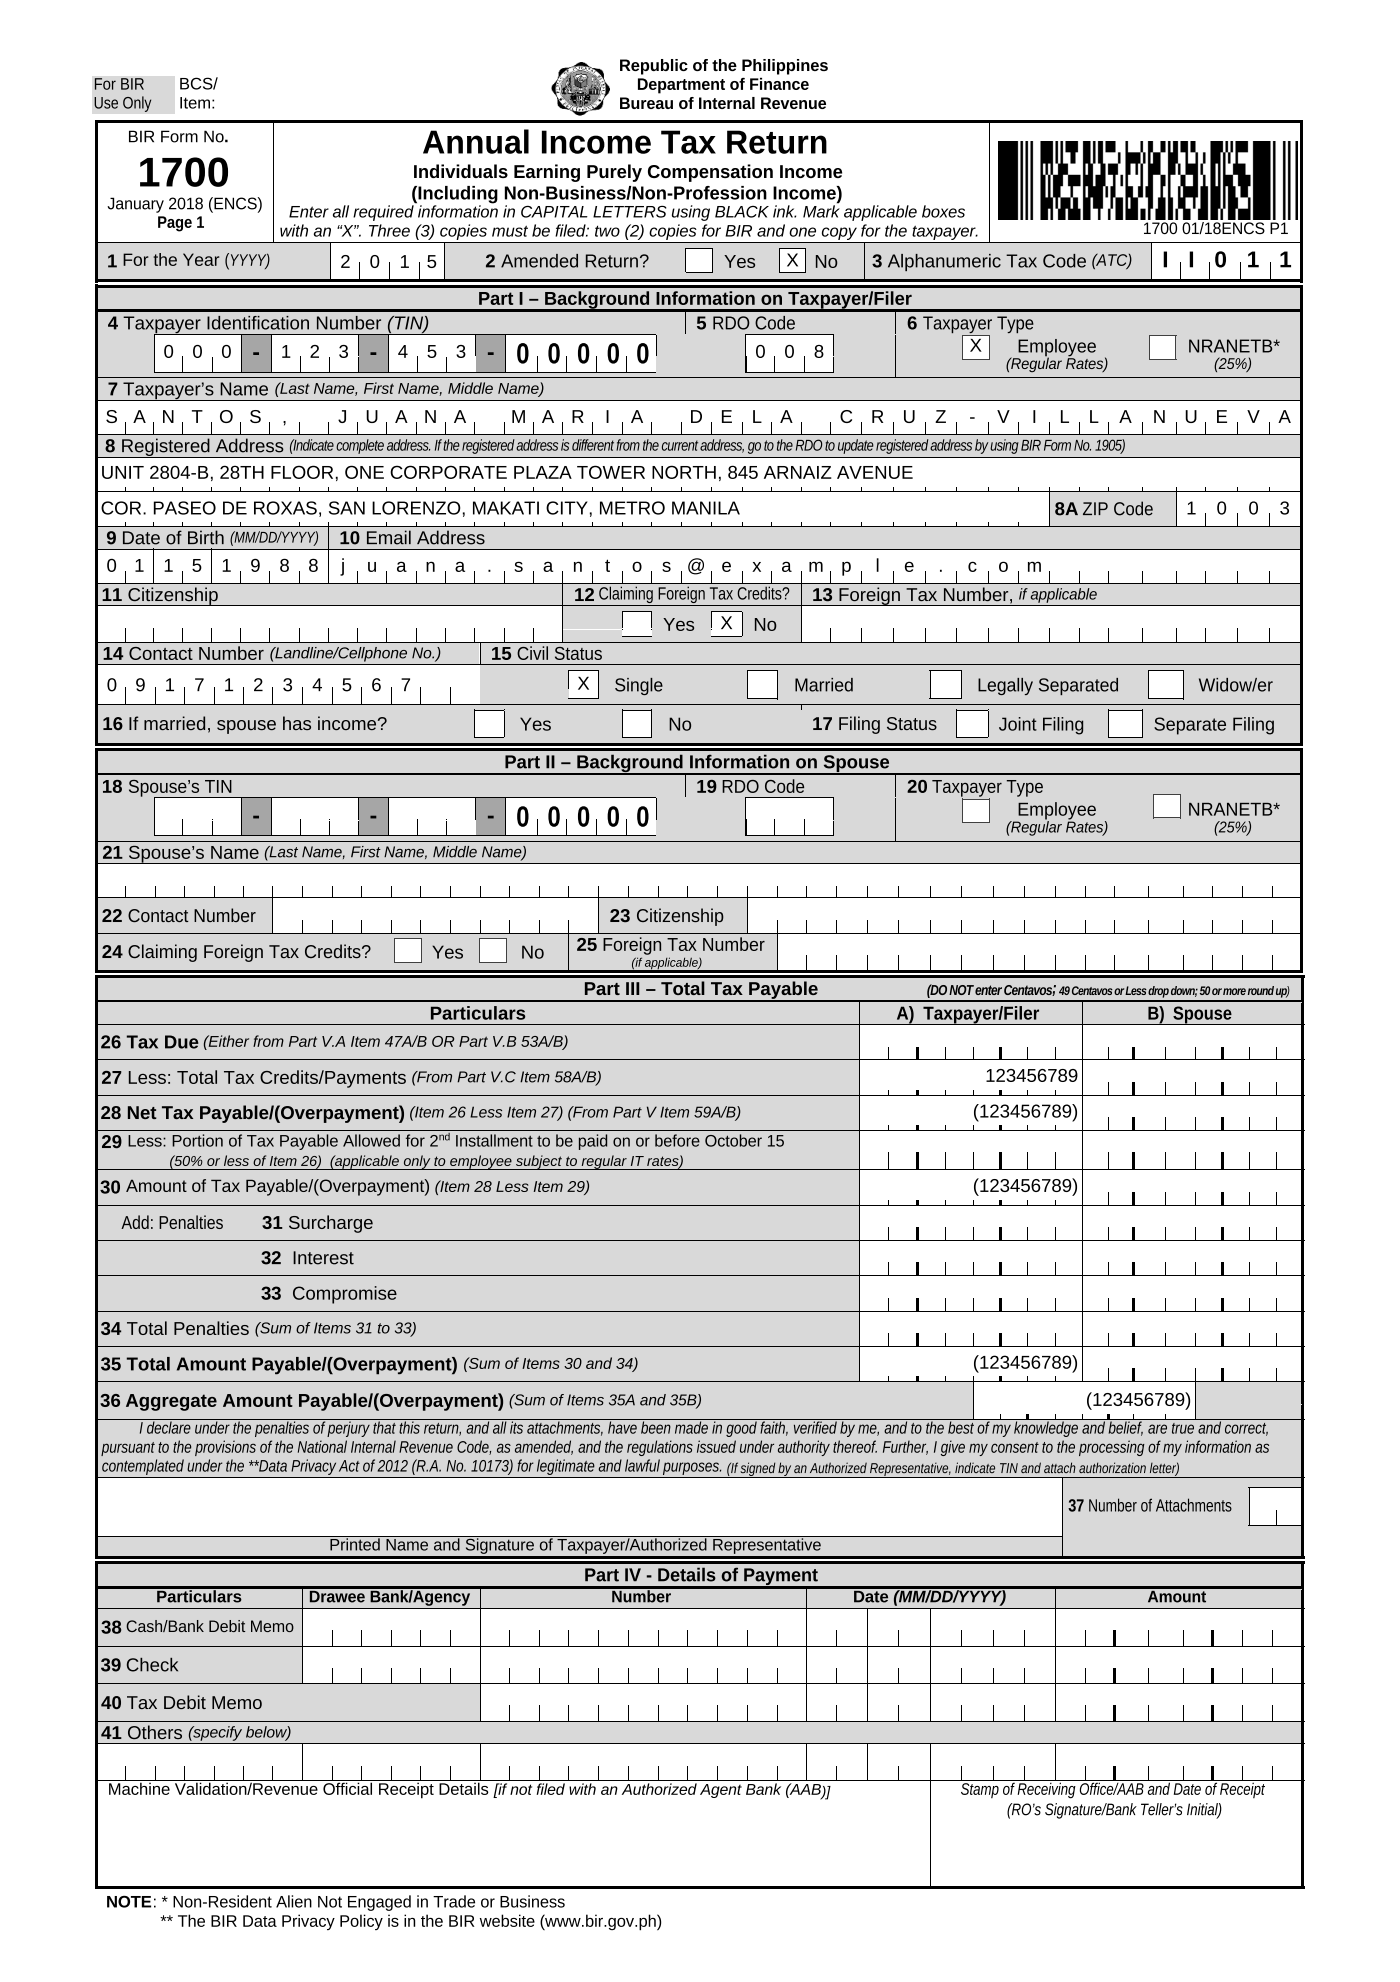 Republic of the Philippines
For BIR BCS/ Department of Finance
Use Only Item: Bureau of Internal Revenue
BIR Form No.
1700
January 2018 (ENCS)
Page 1
Annual Income Tax Return
Individuals Earning Purely Compensation Income
(Including Non-Business/Non-Profession Income)
Enter all required information in CAPITAL LETTERS using BLACK ink. Mark applicable boxes
with an “X”. Three (3) copies must be filed: two (2) copies for BIR and one copy for the taxpayer.
1700 01/18ENCS P1
1 For the Year (YYYY) 2 0 1 5 2 Amended Return? Yes X No 3 Alphanumeric Tax Code (ATC) I I 0 1 1
Part I – Background Information on Taxpayer/Filer
4 Taxpayer Identification Number (TIN) 5 RDO Code 6 Taxpayer Type
0 0 0 - 1 2 3 - 4 5 3 - 0 0 0 0 0 0 0 8 X Employee NRANETB*
(Regular Rates) (25%)
7 Taxpayer’s Name (Last Name, First Name, Middle Name)
S A N T O S , J U A N A M A R I A D E L A C R U Z - V I L L A N U E V A
8 Registered Address (Indicate complete address. If the registered address is different from the current address, go to the RDO to update registered address by using BIR Form No. 1905)
UNIT 2804-B, 28TH FLOOR, ONE CORPORATE PLAZA TOWER NORTH, 845 ARNAIZ AVENUE
COR. PASEO DE ROXAS, SAN LORENZO, MAKATI CITY, METRO MANILA 8A ZIP Code 1 0 0 3
9 Date of Birth (MM/DD/YYYY) 10 Email Address
0 1 1 5 1 9 8 8 j u a n a . s a n t o s @ e x a m p l e . c o m
11 Citizenship 12 Claiming Foreign Tax Credits? 13 Foreign Tax Number, if applicable
Yes X No
14 Contact Number (Landline/Cellphone No.) 15 Civil Status
0 9 1 7 1 2 3 4 5 6 7 X Single Married Legally Separated Widow/er
16 If married, spouse has income? Yes No 17 Filing Status Joint Filing Separate Filing
Part II – Background Information on Spouse
18 Spouse’s TIN 19 RDO Code 20 Taxpayer Type
- - - 0 0 0 0 0 Employee NRANETB*
(Regular Rates) (25%)
21 Spouse’s Name (Last Name, First Name, Middle Name)
22 Contact Number 23 Citizenship
24 Claiming Foreign Tax Credits? Yes No 25 Foreign Tax Number
(if applicable)
Part III – Total Tax Payable (DO NOT enter Centavos; 49 Centavos or Less drop down; 50 or more round up)
Particulars A) Taxpayer/Filer B) Spouse
26 Tax Due (Either from Part V.A Item 47A/B OR Part V.B 53A/B)
27 Less: Total Tax Credits/Payments (From Part V.C Item 58A/B) 123456789
28 Net Tax Payable/(Overpayment) (Item 26 Less Item 27) (From Part V Item 59A/B) (123456789)
29 Less: Portion of Tax Payable Allowed for 2nd Installment to be paid on or before October 15
(50% or less of Item 26) (applicable only to employee subject to regular IT rates)
30 Amount of Tax Payable/(Overpayment) (Item 28 Less Item 29) (123456789)
Add: Penalties 31 Surcharge
32 Interest
33 Compromise
34 Total Penalties (Sum of Items 31 to 33)
35 Total Amount Payable/(Overpayment) (Sum of Items 30 and 34) (123456789)
36 Aggregate Amount Payable/(Overpayment) (Sum of Items 35A and 35B) (123456789)
I declare under the penalties of perjury that this return, and all its attachments, have been made in good faith, verified by me, and to the best of my knowledge and belief, are true and correct,
pursuant to the provisions of the National Internal Revenue Code, as amended, and the regulations issued under authority thereof. Further, I give my consent to the processing of my information as
contemplated under the **Data Privacy Act of 2012 (R.A. No. 10173) for legitimate and lawful purposes. (If signed by an Authorized Representative, indicate TIN and attach authorization letter)
37 Number of Attachments
Printed Name and Signature of Taxpayer/Authorized Representative
Part IV - Details of Payment
Particulars Drawee Bank/Agency Number Date (MM/DD/YYYY) Amount
38 Cash/Bank Debit Memo
39 Check
40 Tax Debit Memo
41 Others (specify below)
Machine Validation/Revenue Official Receipt Details [if not filed with an Authorized Agent Bank (AAB)] Stamp of Receiving Office/AAB and Date of Receipt
(RO’s Signature/Bank Teller’s Initial)
NOTE: * Non-Resident Alien Not Engaged in Trade or Business
** The BIR Data Privacy Policy is in the BIR website (www.bir.gov.ph)